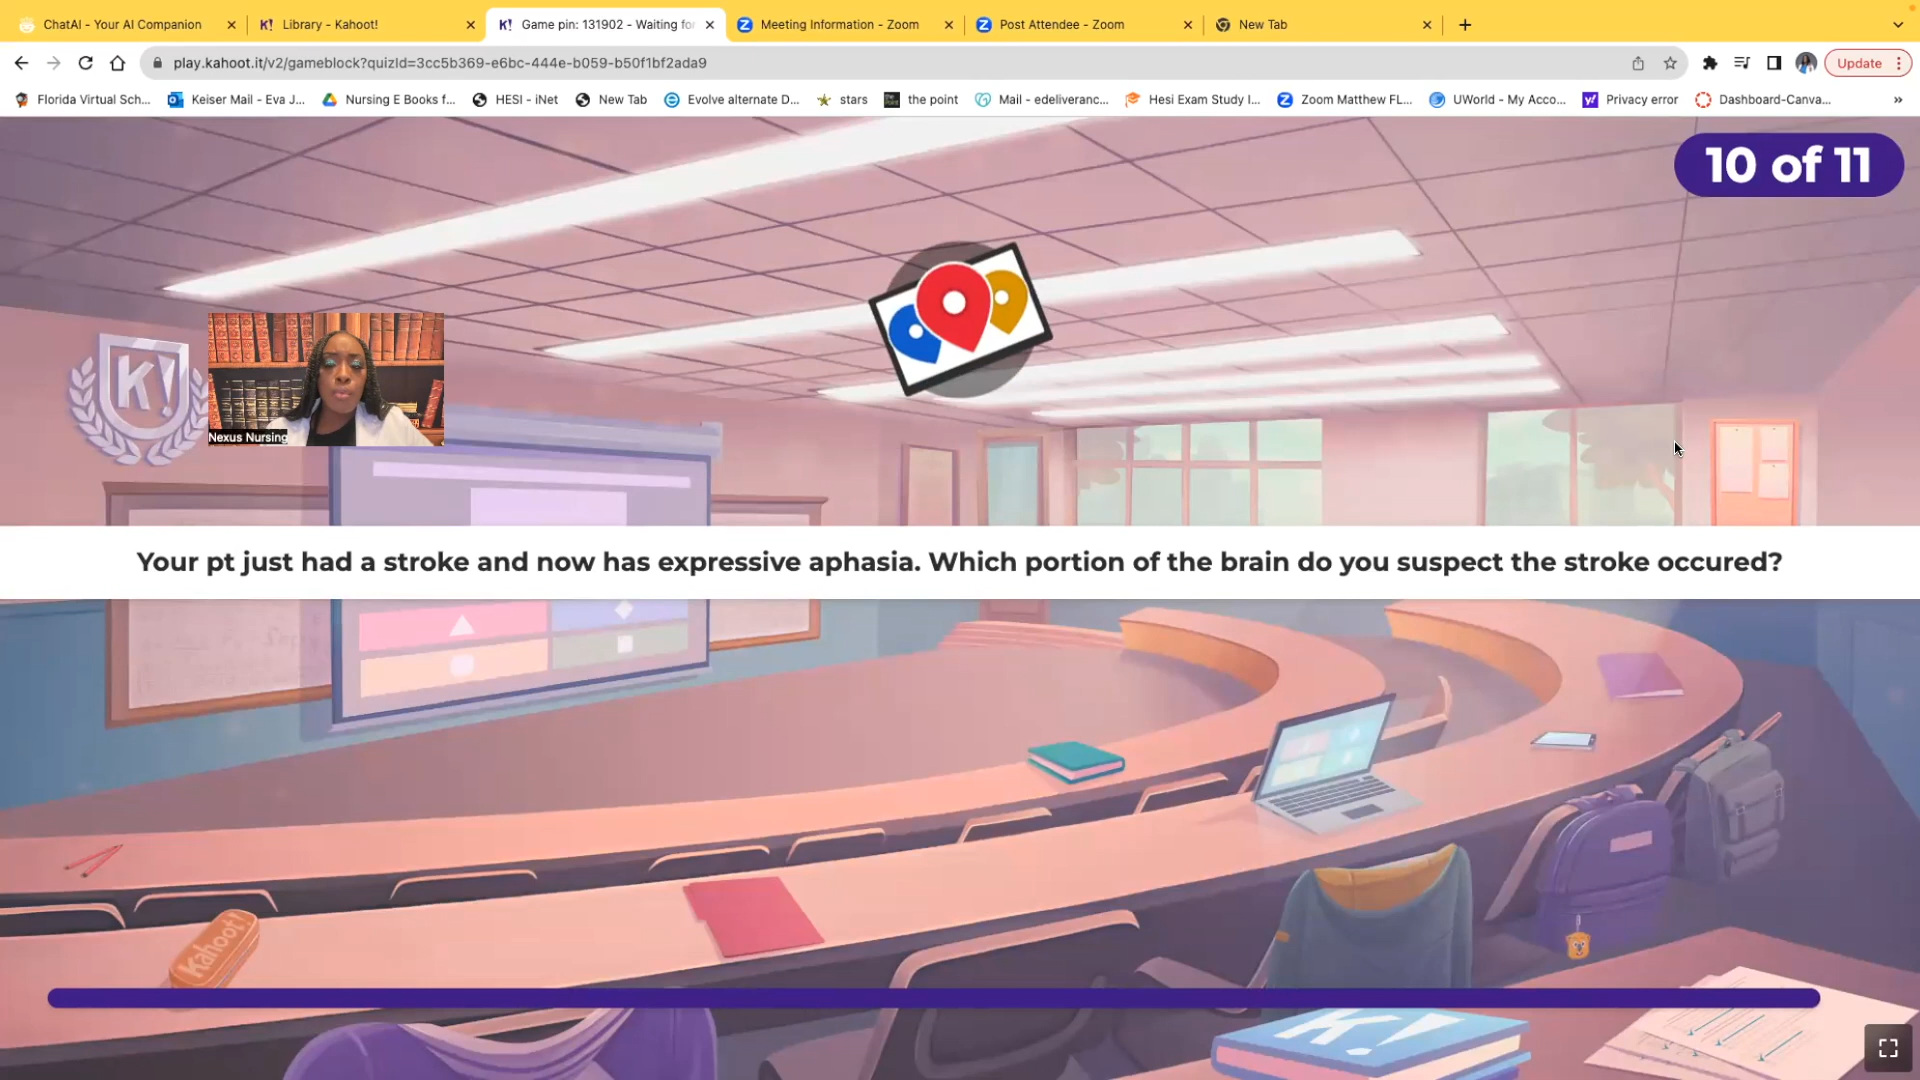 ChatAI - Your AI Companion
Library - Kahoot!
Game pin: 131902 - Waiting for
Meeting Information - Zoom
Post Attendee - Zoom
New Tab
play.kahoot.it/v2/gameblock?quizId=3cc5b369-e6bc-444e-b059-b50f1bf2ada9
Update
Florida Virtual Sch...
Keiser Mail - Eva J...
Nursing E Books f...
HESI - iNet
New Tab
Evolve alternate D...
stars
the point
Mail - edeliveranc...
Hesi Exam Study I...
Zoom Matthew FL...
UWorld - My Acco...
Privacy error
Dashboard-Canva...
10 of 11
K!
Nexus Nursing
Your pt just had a stroke and now has expressive aphasia. Which portion of the brain do you suspect the stroke occured?
Kahoot!
K!